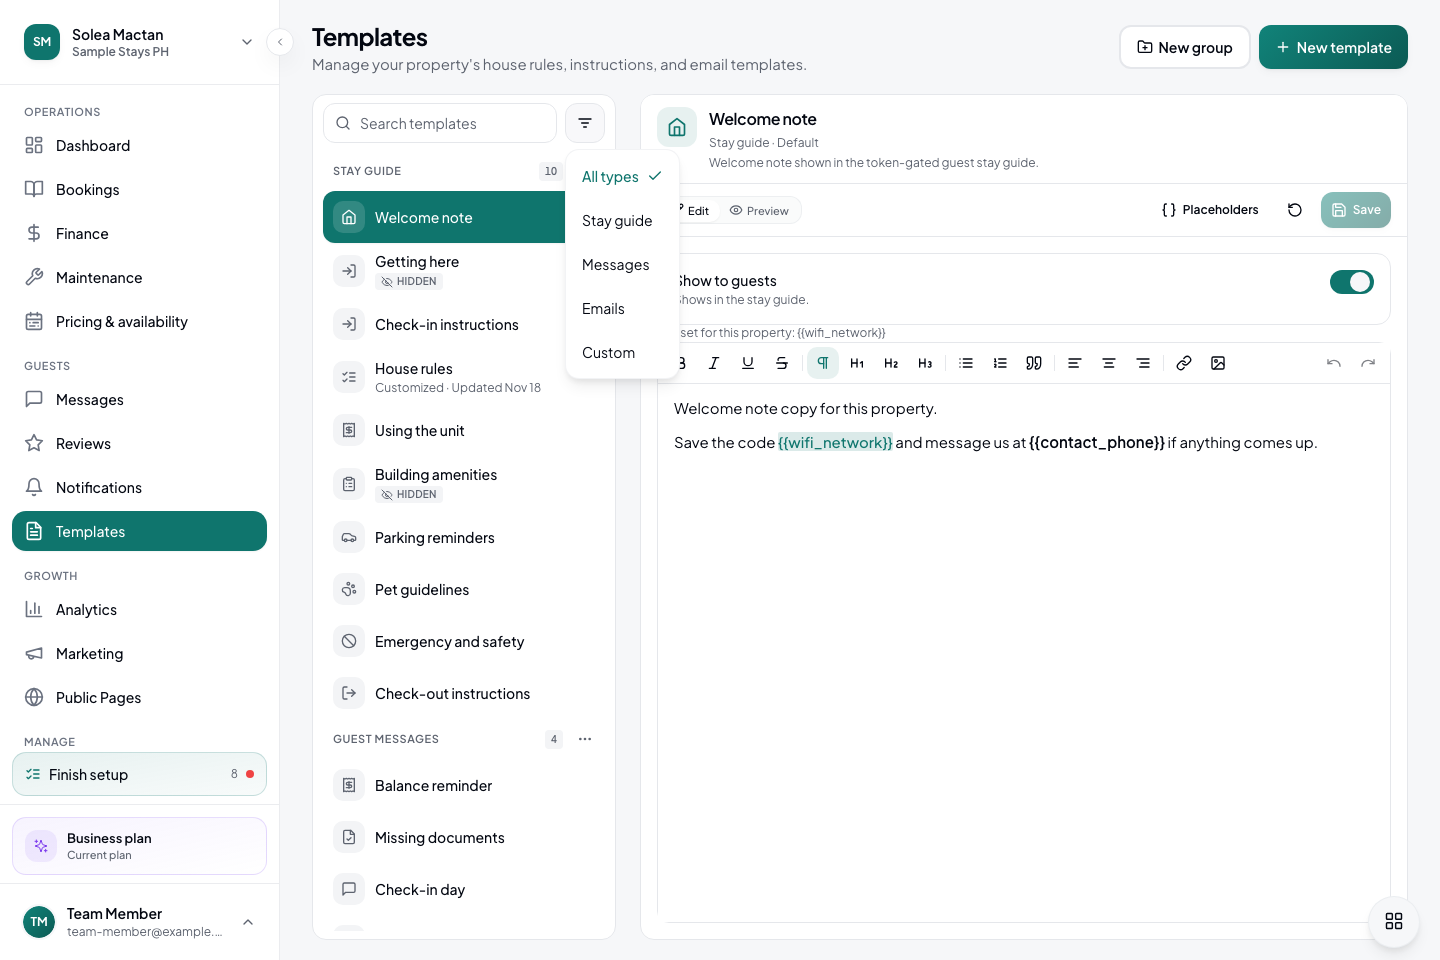 SM
Solea Mactan
Sample Stays PH
OPERATIONS
Dashboard
Bookings
Finance
Maintenance
Pricing & availability
GUESTS
Messages
Reviews
Notifications
Templates
GROWTH
Analytics
Marketing
Public Pages
MANAGE
Finish setup
8
Business plan
Current plan
TM
Team Member
team-member@example....
Templates
Manage your property's house rules, instructions, and email templates.
New group
New template
Search templates
STAY GUIDE
10
Welcome note
Getting here
HIDDEN
Check-in instructions
House rules
Customized · Updated Nov 18
Using the unit
Building amenities
HIDDEN
Parking reminders
Pet guidelines
Emergency and safety
Check-out instructions
GUEST MESSAGES
4
Balance reminder
Missing documents
Check-in day
All types
Stay guide
Messages
Emails
Custom
Welcome note
Stay guide · Default
Welcome note shown in the token-gated guest stay guide.
Edit
Preview
{ } Placeholders
Save
Show to guests
Shows in the stay guide.
set for this property: {{wifi_network}}
B I U S ¶ H1 H2 H3
Welcome note copy for this property.
Save the code {{wifi_network}} and message us at {{contact_phone}} if anything comes up.